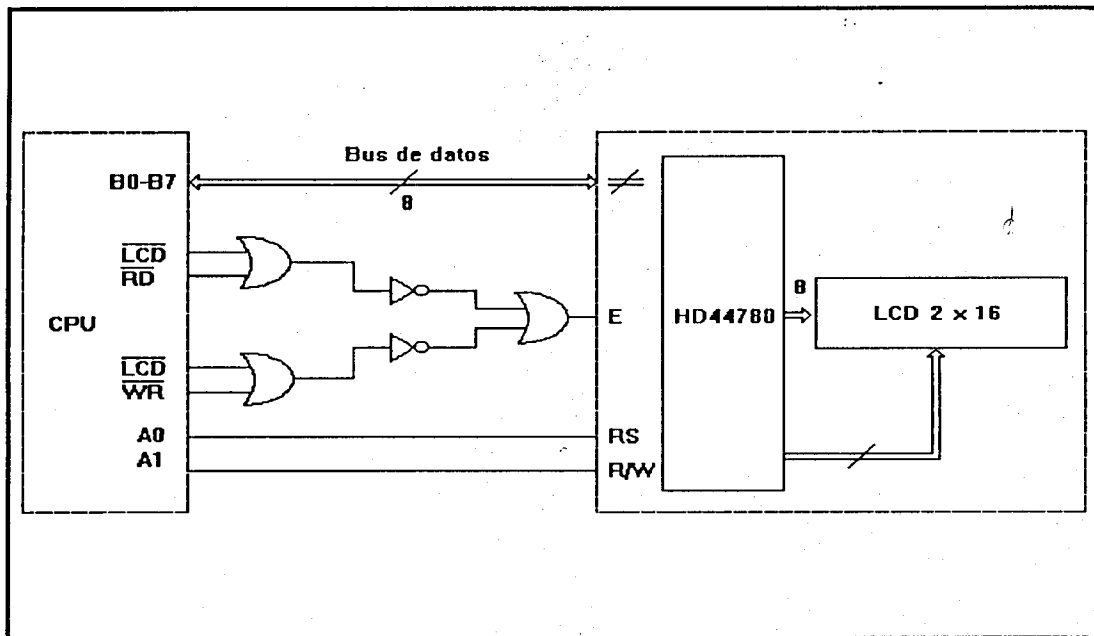 Bus de datos
B0-B7
8
LCD
RD
CPU
LCD
WR
A0
A1
E
RS
R/W
HD44780
8
LCD 2 x 16